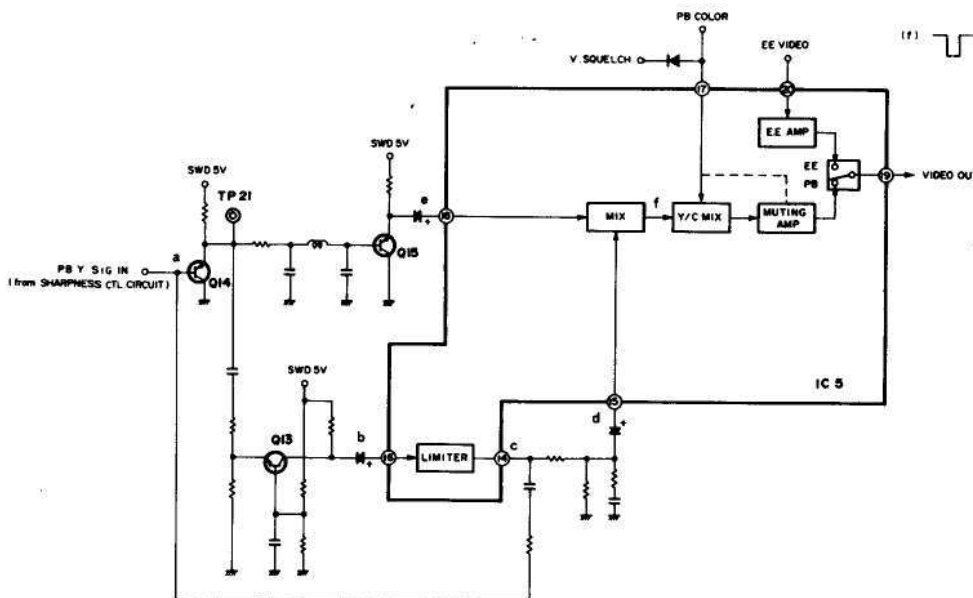 PB COLOR
(f)
EE VIDEO
V. SQUELCH
17
20
E.E AMP
SWD 5V
SWD 5V
EE
TP 21
PB
19
VIDEO OUT
e
18
f
MIX
Y/C MIX
MUTING AMP
a
Q15
PB Y SIG IN
Q14
(from SHARPNESS CTL CIRCUIT)
SWD 5V
IC 5
15
d
Q13
b
c
16
LIMITER
14